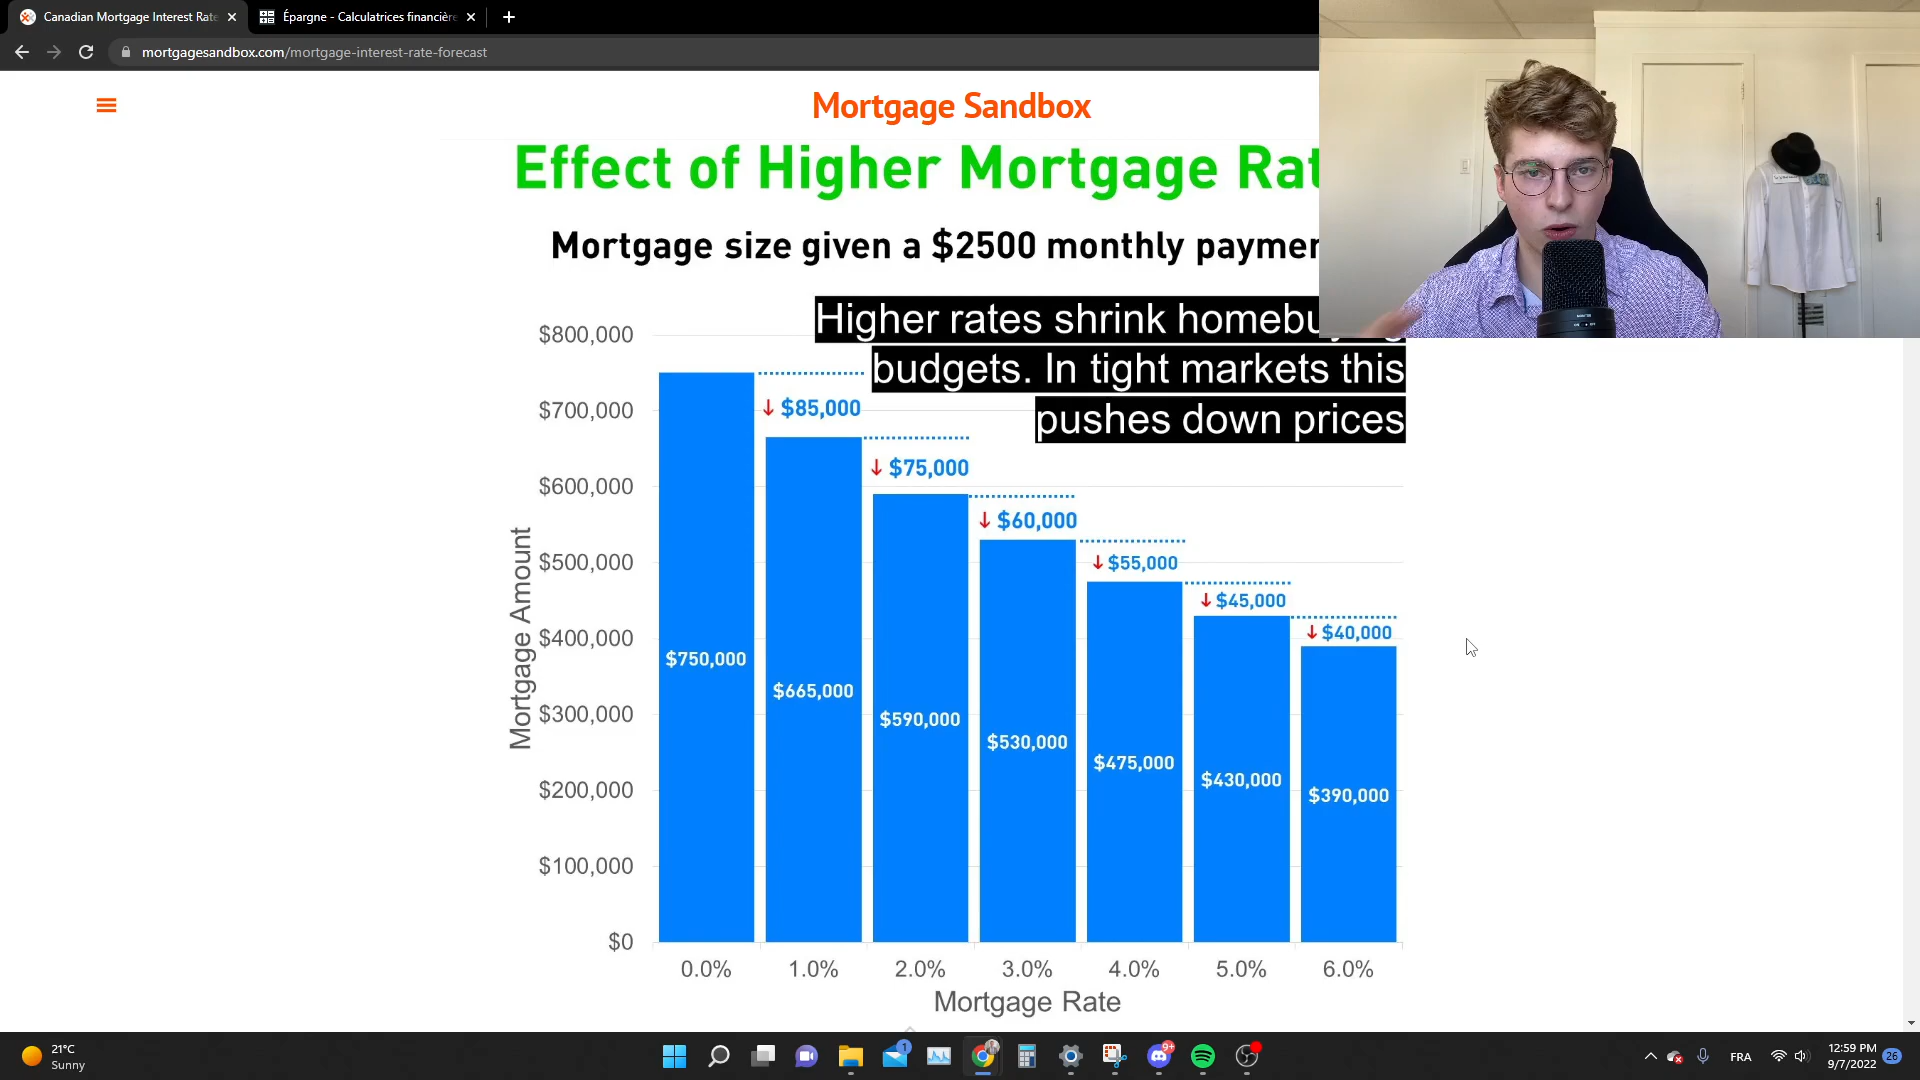 Canadian Mortgage Interest Rate
Épargne - Calculatrices financière
mortgagesandbox.com/mortgage-interest-rate-forecast
Mortgage Sandbox
Effect of Higher Mortgage Rat
Mortgage size given a $2500 monthly paymen
Higher rates shrink homebu
budgets. In tight markets this
pushes down prices
Mortgage Amount
$800,000
$700,000
$600,000
$500,000
$400,000
$300,000
$200,000
$100,000
$0
↓ $85,000
↓ $75,000
↓ $60,000
↓ $55,000
↓ $45,000
↓ $40,000
$750,000
$665,000
$590,000
$530,000
$475,000
$430,000
$390,000
0.0% 1.0% 2.0% 3.0% 4.0% 5.0% 6.0%
Mortgage Rate
21°C
Sunny
1
9+
FRA
12:59 PM
9/7/2022
26